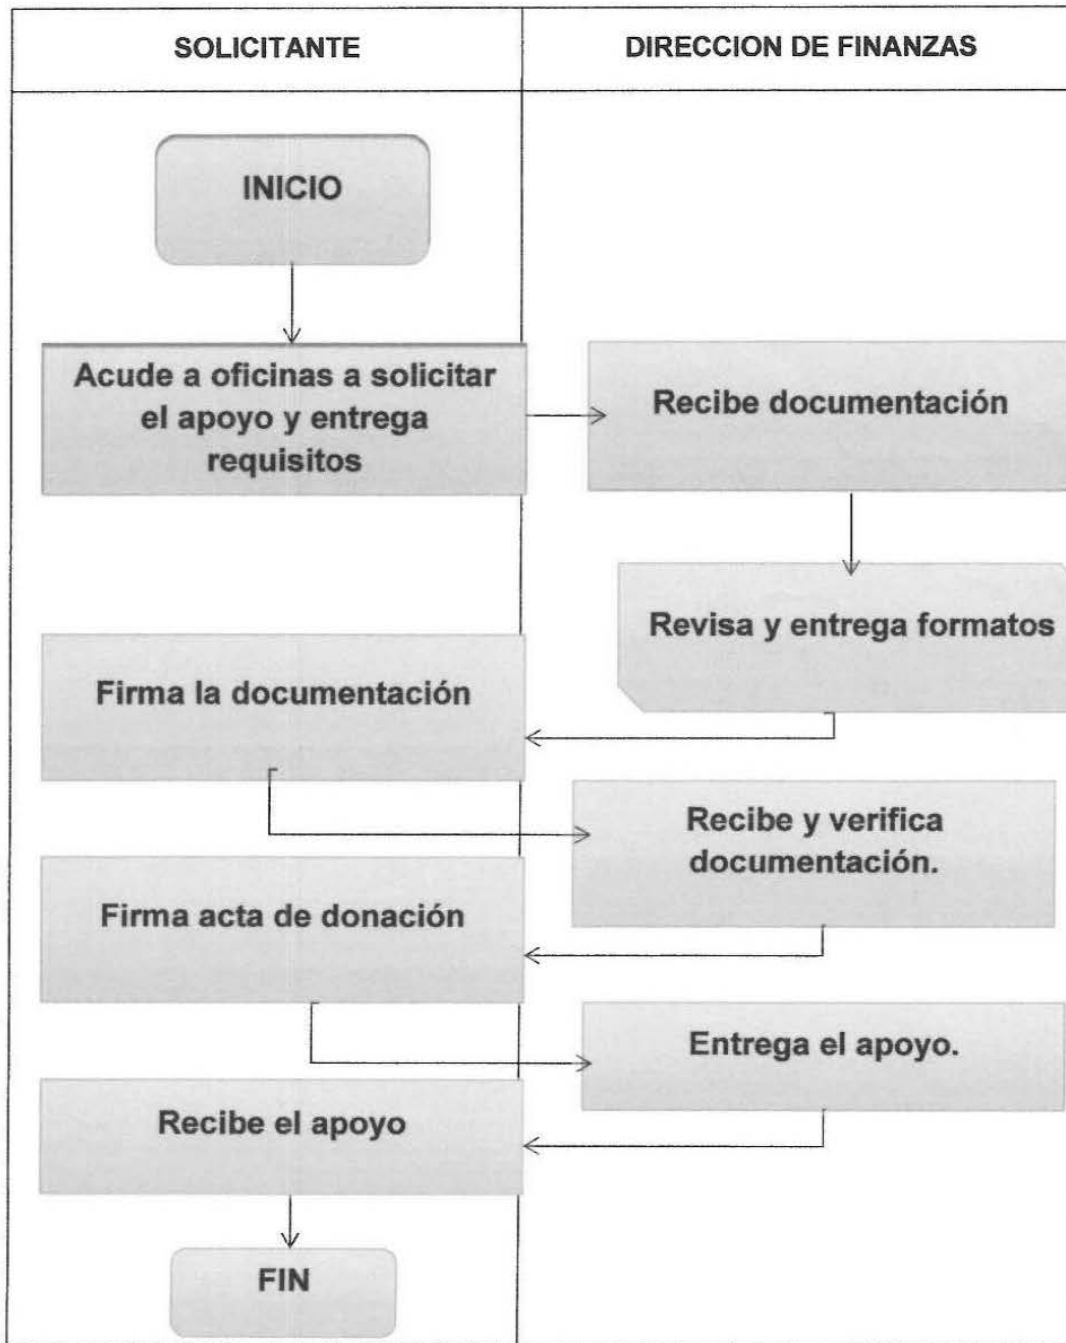 SOLICITANTE
DIRECCION DE FINANZAS
INICIO
Acude a oficinas a solicitar
el apoyo y entrega
requisitos
Recibe documentación
Revisa y entrega formatos
Firma la documentación
Recibe y verifica
documentación.
Firma acta de donación
Entrega el apoyo.
Recibe el apoyo
FIN